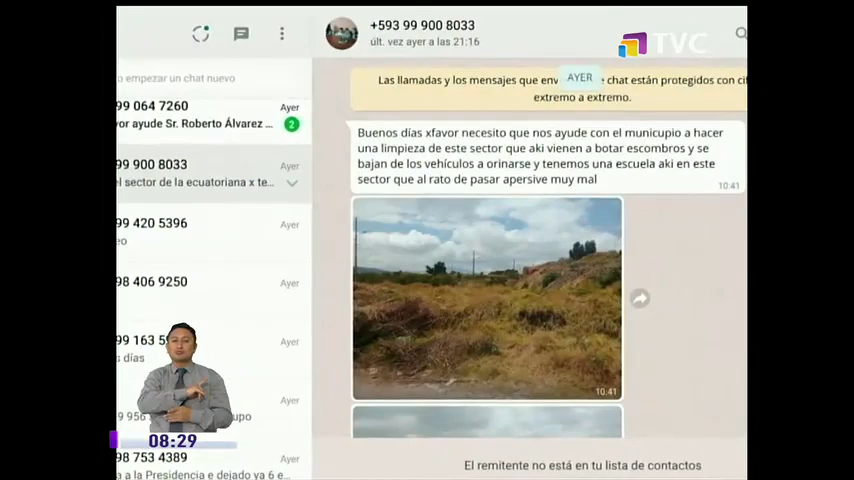 +593 99 900 8033
últ. vez ayer a las 21:16
TVC
o empezar un chat nuevo
99 064 7260
Ayer
vor ayude Sr. Roberto Álvarez ...
2
99 900 8033
Ayer
el sector de la ecuatoriana x te...
99 420 5396
Ayer
eo
98 406 9250
Ayer
99 163
Ayer
s días
99 956
Ayer
upo
98 753 4389
Ayer
a a la Presidencia e dejado ya 6 e...
08:29
Las llamadas y los mensajes que env
AYER
chat están protegidos con cif
extremo a extremo.
Buenos días xfavor necesito que nos ayude con el municupio a hacer
una limpieza de este sector que aki vienen a botar escombros y se
bajan de los vehículos a orinarse y tenemos una escuela aki en este
sector que al rato de pasar apersive muy mal
10:41
10:41
El remitente no está en tu lista de contactos